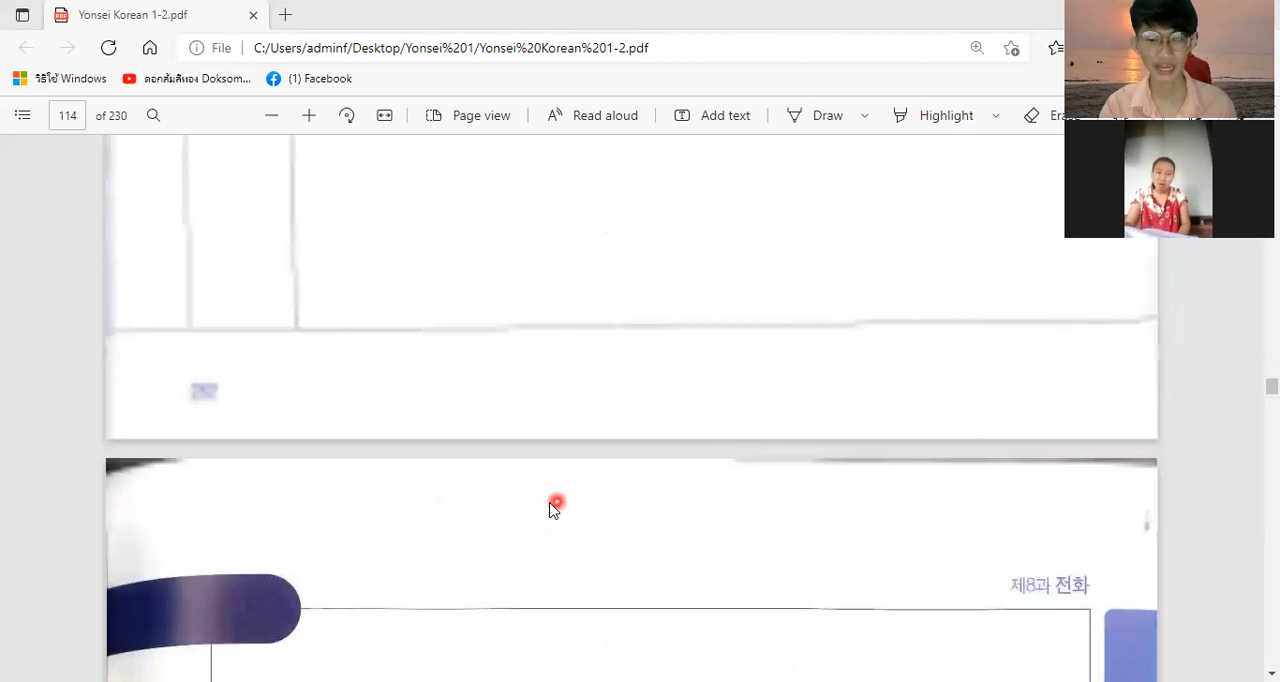 Yonsei Korean 1-2.pdf
File
C:/Users/adminf/Desktop/Yonsei%201/Yonsei%20Korean%201-2.pdf
วิธีใช้ Windows
ดอกส้มสีทอง Doksom...
(1) Facebook
114 of 230
Page view
Read aloud
Add text
Draw
Highlight
제8과 전화